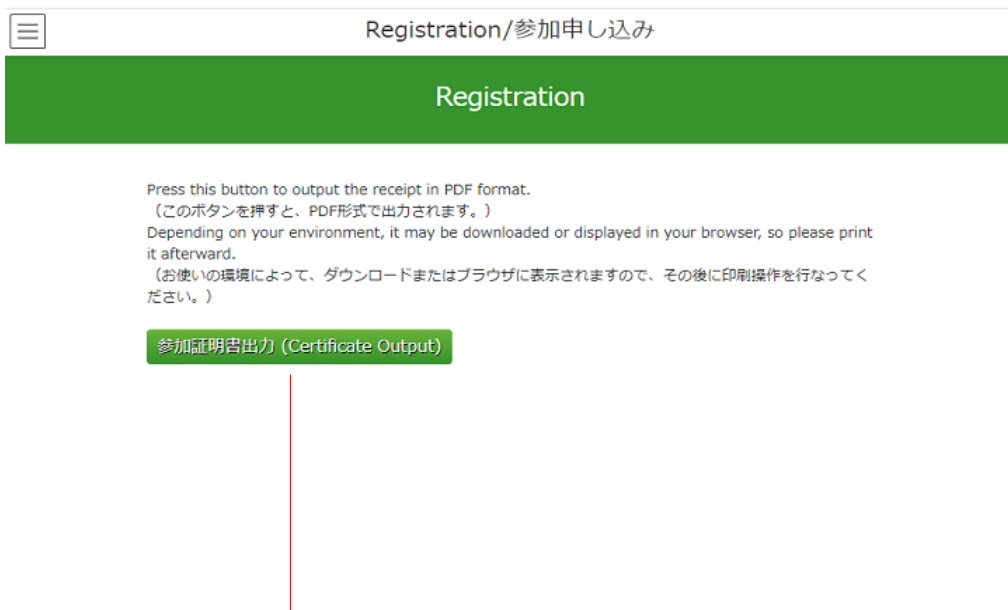 Registration/参加申し込み
Registration
Press this button to output the receipt in PDF format.
（このボタンを押すと、PDF形式で出力されます。）
Depending on your environment, it may be downloaded or displayed in your browser, so please print
it afterward.
（お使いの環境によって、ダウンロードまたはブラウザに表示されますので、その後に印刷操作を行なってく
ださい。）
参加証明書出力 (Certificate Output)